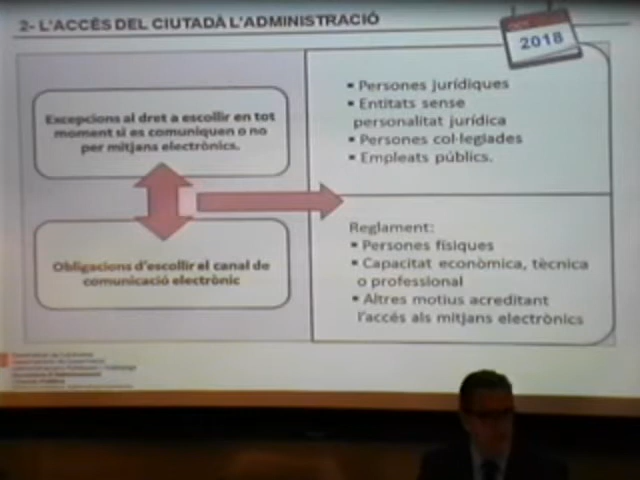 2- L'ACCÉS DEL CIUTADÀ L'ADMINISTRACIÓ
2018
Excepcions al dret a escollir en tot
moment si es comuniquen o no
per mitjans electrònics.
Obligacions d'escollir el canal de
comunicació electrònic
▪ Persones jurídiques
▪ Entitats sense
personalitat jurídica
▪ Persones col·legiades
▪ Empleats públics.
Reglament:
▪ Persones físiques
▪ Capacitat econòmica, tècnica
o professional
▪ Altres motius acreditant
l'accés als mitjans electrònics